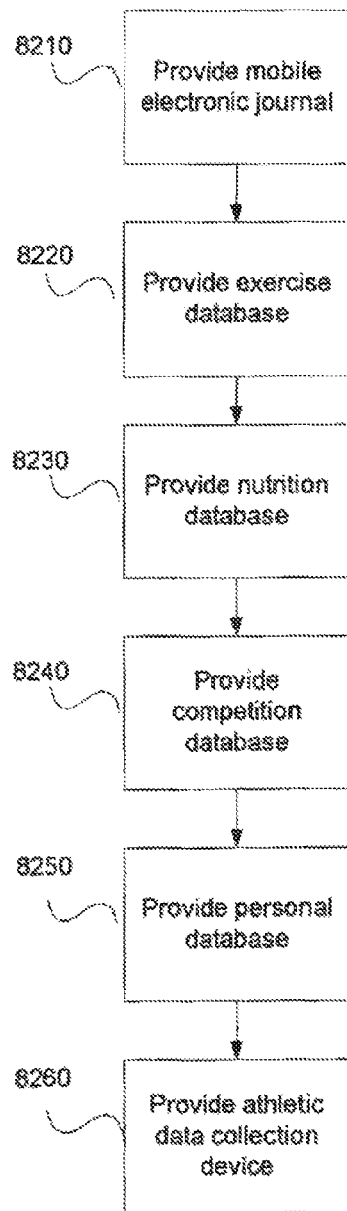 8210
Provide mobile
electronic journal
8220
Provide exercise
database
8230
Provide nutrition
database
8240
Provide
competition
database
8250
Provide personal
database
8260
Provide athletic
data collection
device